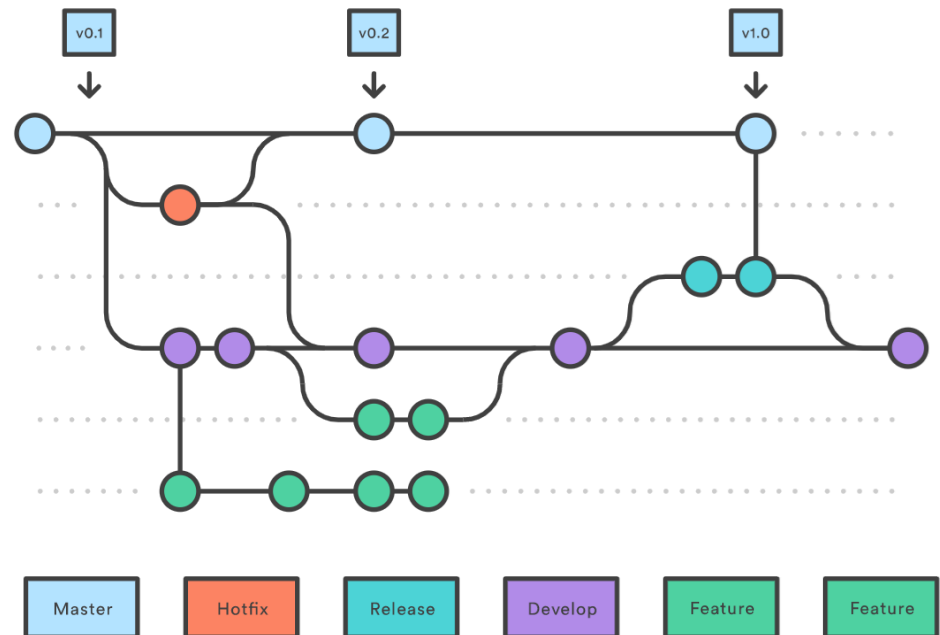 v0.1
v0.2
v1.0
Master
Hotfix
Release
Develop
Feature
Feature